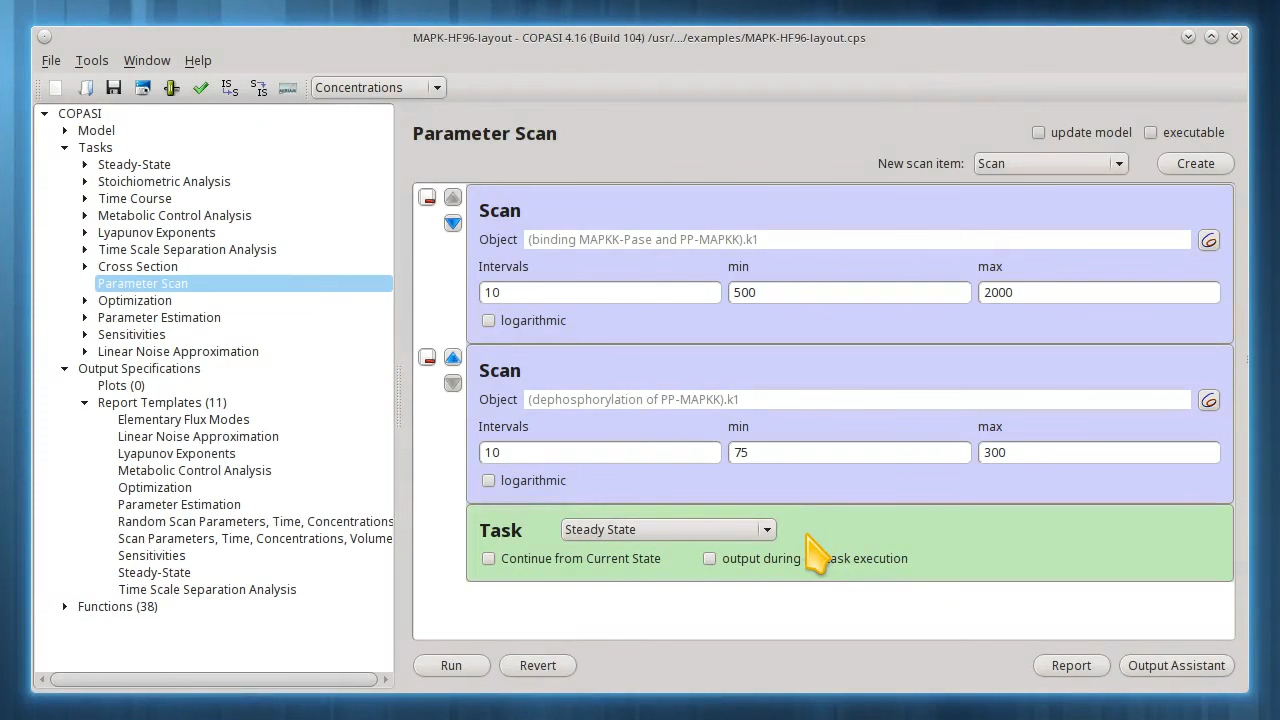 MAPK-HF96-layout - COPASI 4.16 (Build 104) /usr/.../examples/MAPK-HF96-layout.cps
File Tools Window Help
Concentrations
COPASI
Model
Tasks
Steady-State
Stoichiometric Analysis
Time Course
Metabolic Control Analysis
Lyapunov Exponents
Time Scale Separation Analysis
Cross Section
Parameter Scan
Optimization
Parameter Estimation
Sensitivities
Linear Noise Approximation
Output Specifications
Plots (0)
Report Templates (11)
Elementary Flux Modes
Linear Noise Approximation
Lyapunov Exponents
Metabolic Control Analysis
Optimization
Parameter Estimation
Random Scan Parameters, Time, Concentrations
Scan Parameters, Time, Concentrations, Volume
Sensitivities
Steady-State
Time Scale Separation Analysis
Functions (38)
Parameter Scan
update model executable
New scan item: Scan Create
Scan
Object (binding MAPKK-Pase and PP-MAPKK).k1
Intervals min max
10 500 2000
logarithmic
Scan
Object (dephosphorylation of PP-MAPKK).k1
Intervals min max
10 75 300
logarithmic
Task Steady State
Continue from Current State output during task execution
Run Revert Report Output Assistant